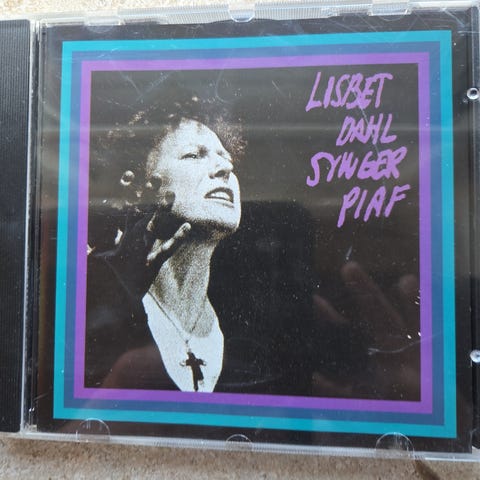 LISBET
DAHL
SYNGER
PIAF